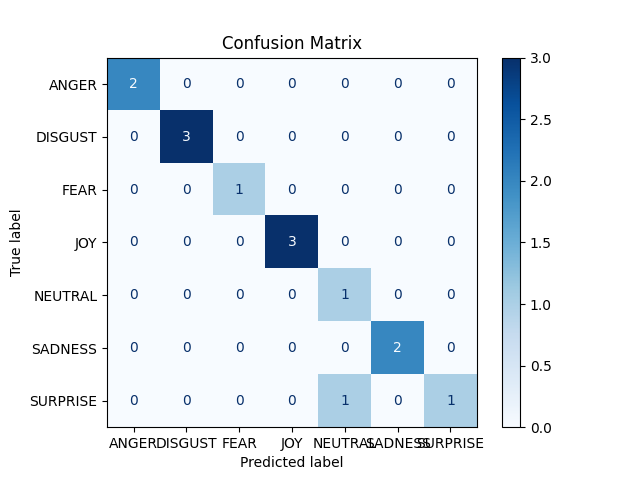 Confusion Matrix
True label
ANGER 2 0 0 0 0 0 0
DISGUST 0 3 0 0 0 0 0
FEAR 0 0 1 0 0 0 0
JOY 0 0 0 3 0 0 0
NEUTRAL 0 0 0 0 1 0 0
SADNESS 0 0 0 0 0 2 0
SURPRISE 0 0 0 0 1 0 1
ANGER DISGUST FEAR JOY NEUTRAL SADNESS SURPRISE
Predicted label
3.0
2.5
2.0
1.5
1.0
0.5
0.0